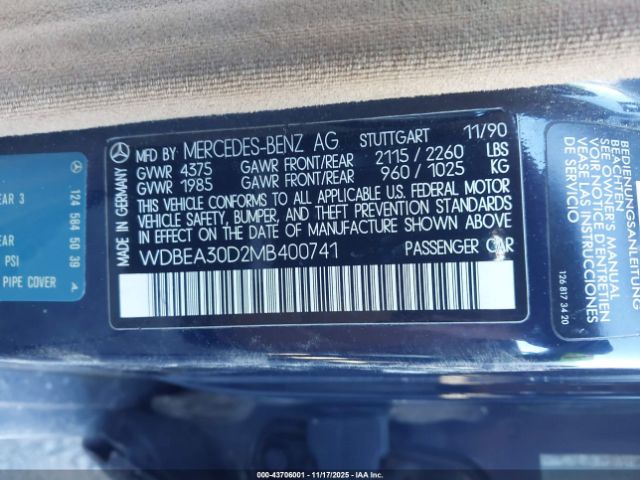 MFD. BY MERCEDES-BENZ AG STUTTGART 11/90
GVWR 4375 GAWR FRONT/REAR 2115/2260 LBS
GVWR 1985 GAWR FRONT/REAR 960/1025 KG
THIS VEHICLE CONFORMS TO ALL APPLICABLE U.S. FEDERAL MOTOR
VEHICLE SAFETY, BUMPER, AND THEFT PREVENTION STANDARDS
IN EFFECT ON THE DATE OF MANUFACTURE SHOWN ABOVE.
WDBEA30D2MB400741 PASSENGER CAR
MADE IN GERMANY
EAR 3
EAR
PSI
PIPE COVER
124 584 50 39 A
BEDIENUNGSANLEITUNG
BEACHTEN
SEE OWNER'S MANUAL
VOIR NOTICE D'ENTRETIEN
VEASE LAS INSTRUCCIONES
DE SERVICIO
126 817 34 20
00-43706001 - 11/17/2025 - IAA Inc.